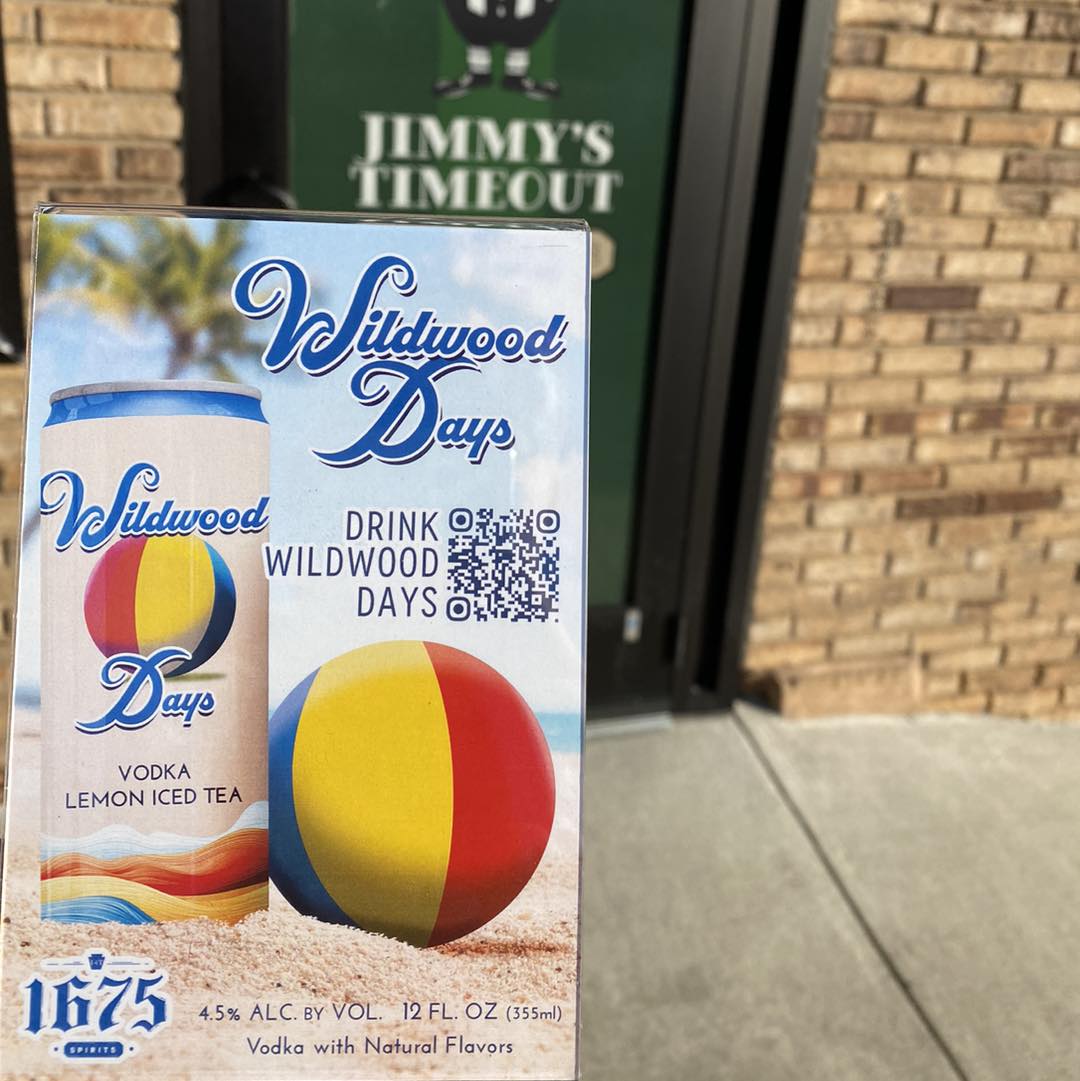 JIMMY'S
TIMEOUT
Wildwood
Days
DRINK
WILDWOOD
DAYS
Wildwood
Days
VODKA
LEMON ICED TEA
1675
SPIRITS
4.5% ALC. BY VOL. 12 FL. OZ (355ml)
Vodka with Natural Flavors